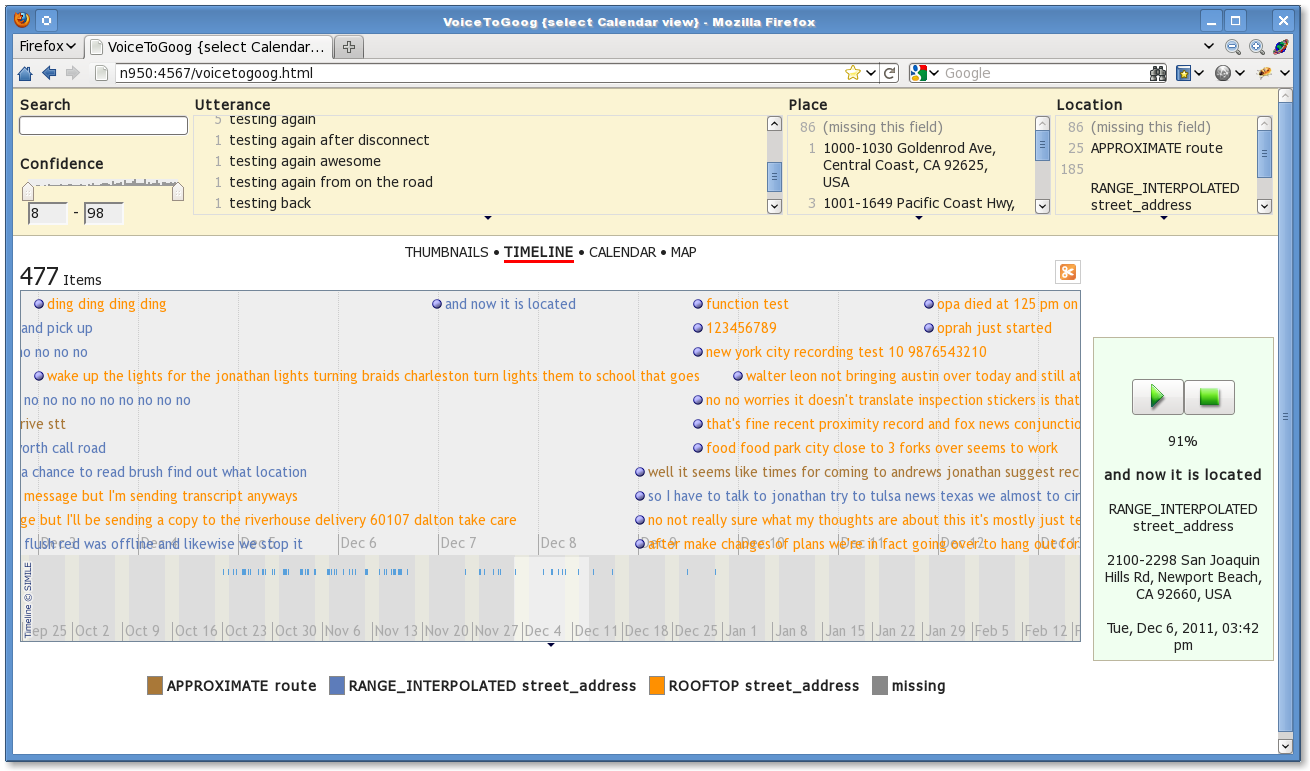 VoiceToGoog {select Calendar view} - Mozilla Firefox
Firefox
VoiceToGoog {select Calendar...
n950:4567/voicetogoog.html
Google
Search
Confidence
8 - 98
Utterance
5 testing again
1 testing again after disconnect
1 testing again awesome
1 testing again from on the road
1 testing back
Place
86 (missing this field)
1 1000-1030 Goldenrod Ave,
Central Coast, CA 92625,
USA
3 1001-1649 Pacific Coast Hwy,
Location
86 (missing this field)
25 APPROXIMATE route
185
RANGE_INTERPOLATED
street_address
THUMBNAILS • TIMELINE • CALENDAR • MAP
477 Items
ding ding ding ding
and now it is located
function test
opa died at 125 pm on
and pick up
123456789
oprah just started
no no no no
new york city recording test 10 9876543210
wake up the lights for the jonathan lights turning braids charleston turn lights them to school that goes
walter leon not bringing austin over today and still at
no no no no no no no no no
no no worries it doesn't translate inspection stickers is that
rive stt
that's fine recent proximity record and fox news conjunctio
orth call road
food food park city close to 3 forks over seems to work
a chance to read brush find out what location
well it seems like times for coming to andrews jonathan suggest rec
message but I'm sending transcript anyways
so I have to talk to jonathan try to tulsa news texas we almost to cir
ge but I'll be sending a copy to the riverhouse delivery 60107 dalton take care
no not really sure what my thoughts are about this it's mostly just te
flushred was offline and likewise we stop it
after make changes of plans we're in fact going over to hang out for
Dec 3 Dec 4 Dec 5 Dec 6 Dec 7 Dec 8 Dec 9 Dec 10 Dec 11 Dec 12 Dec 13
Timeline © SIMILE
ep 25 Oct 2 Oct 9 Oct 16 Oct 23 Oct 30 Nov 6 Nov 13 Nov 20 Nov 27 Dec 4 Dec 11 Dec 18 Dec 25 Jan 1 Jan 8 Jan 15 Jan 22 Jan 29 Feb 5 Feb 12 F
APPROXIMATE route RANGE_INTERPOLATED street_address ROOFTOP street_address missing
91%
and now it is located
RANGE_INTERPOLATED
street_address
2100-2298 San Joaquin
Hills Rd, Newport Beach,
CA 92660, USA
Tue, Dec 6, 2011, 03:42
pm